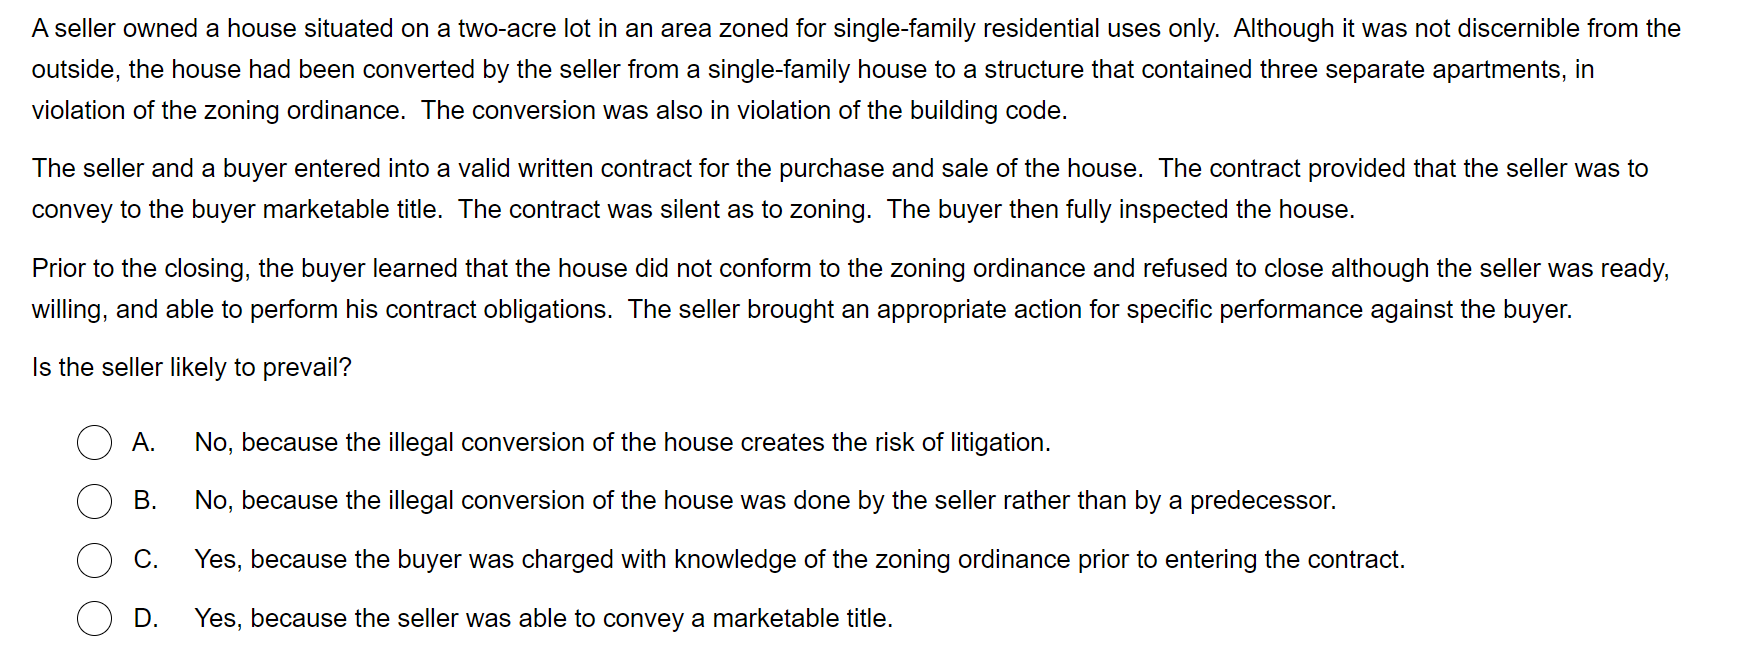 A seller owned a house situated on a two-acre lot in an area zoned for single-family residential uses only.  Although it was not discernible from the
outside, the house had been converted by the seller from a single-family house to a structure that contained three separate apartments, in
violation of the zoning ordinance.  The conversion was also in violation of the building code.
The seller and a buyer entered into a valid written contract for the purchase and sale of the house.  The contract provided that the seller was to
convey to the buyer marketable title.  The contract was silent as to zoning.  The buyer then fully inspected the house.
Prior to the closing, the buyer learned that the house did not conform to the zoning ordinance and refused to close although the seller was ready,
willing, and able to perform his contract obligations.  The seller brought an appropriate action for specific performance against the buyer.
Is the seller likely to prevail?
A. No, because the illegal conversion of the house creates the risk of litigation.
B. No, because the illegal conversion of the house was done by the seller rather than by a predecessor.
C. Yes, because the buyer was charged with knowledge of the zoning ordinance prior to entering the contract.
D. Yes, because the seller was able to convey a marketable title.